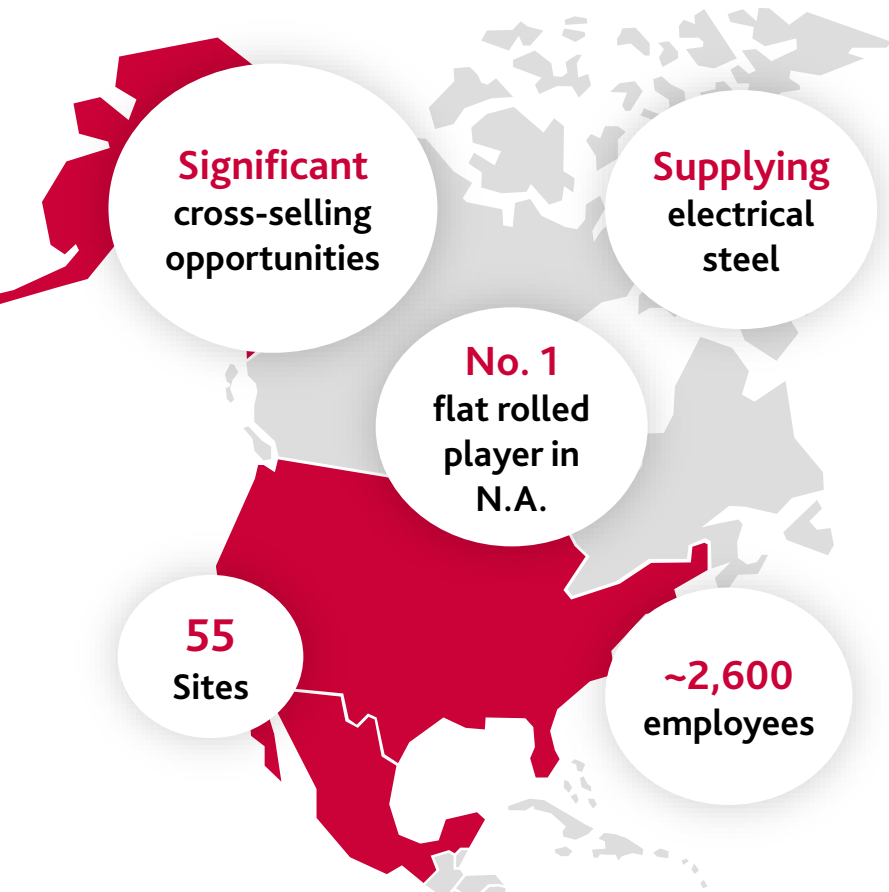 Significant
cross-selling
opportunities
Supplying
electrical
steel
No. 1
flat rolled
player in
N.A.
55
Sites
~2,600
employees